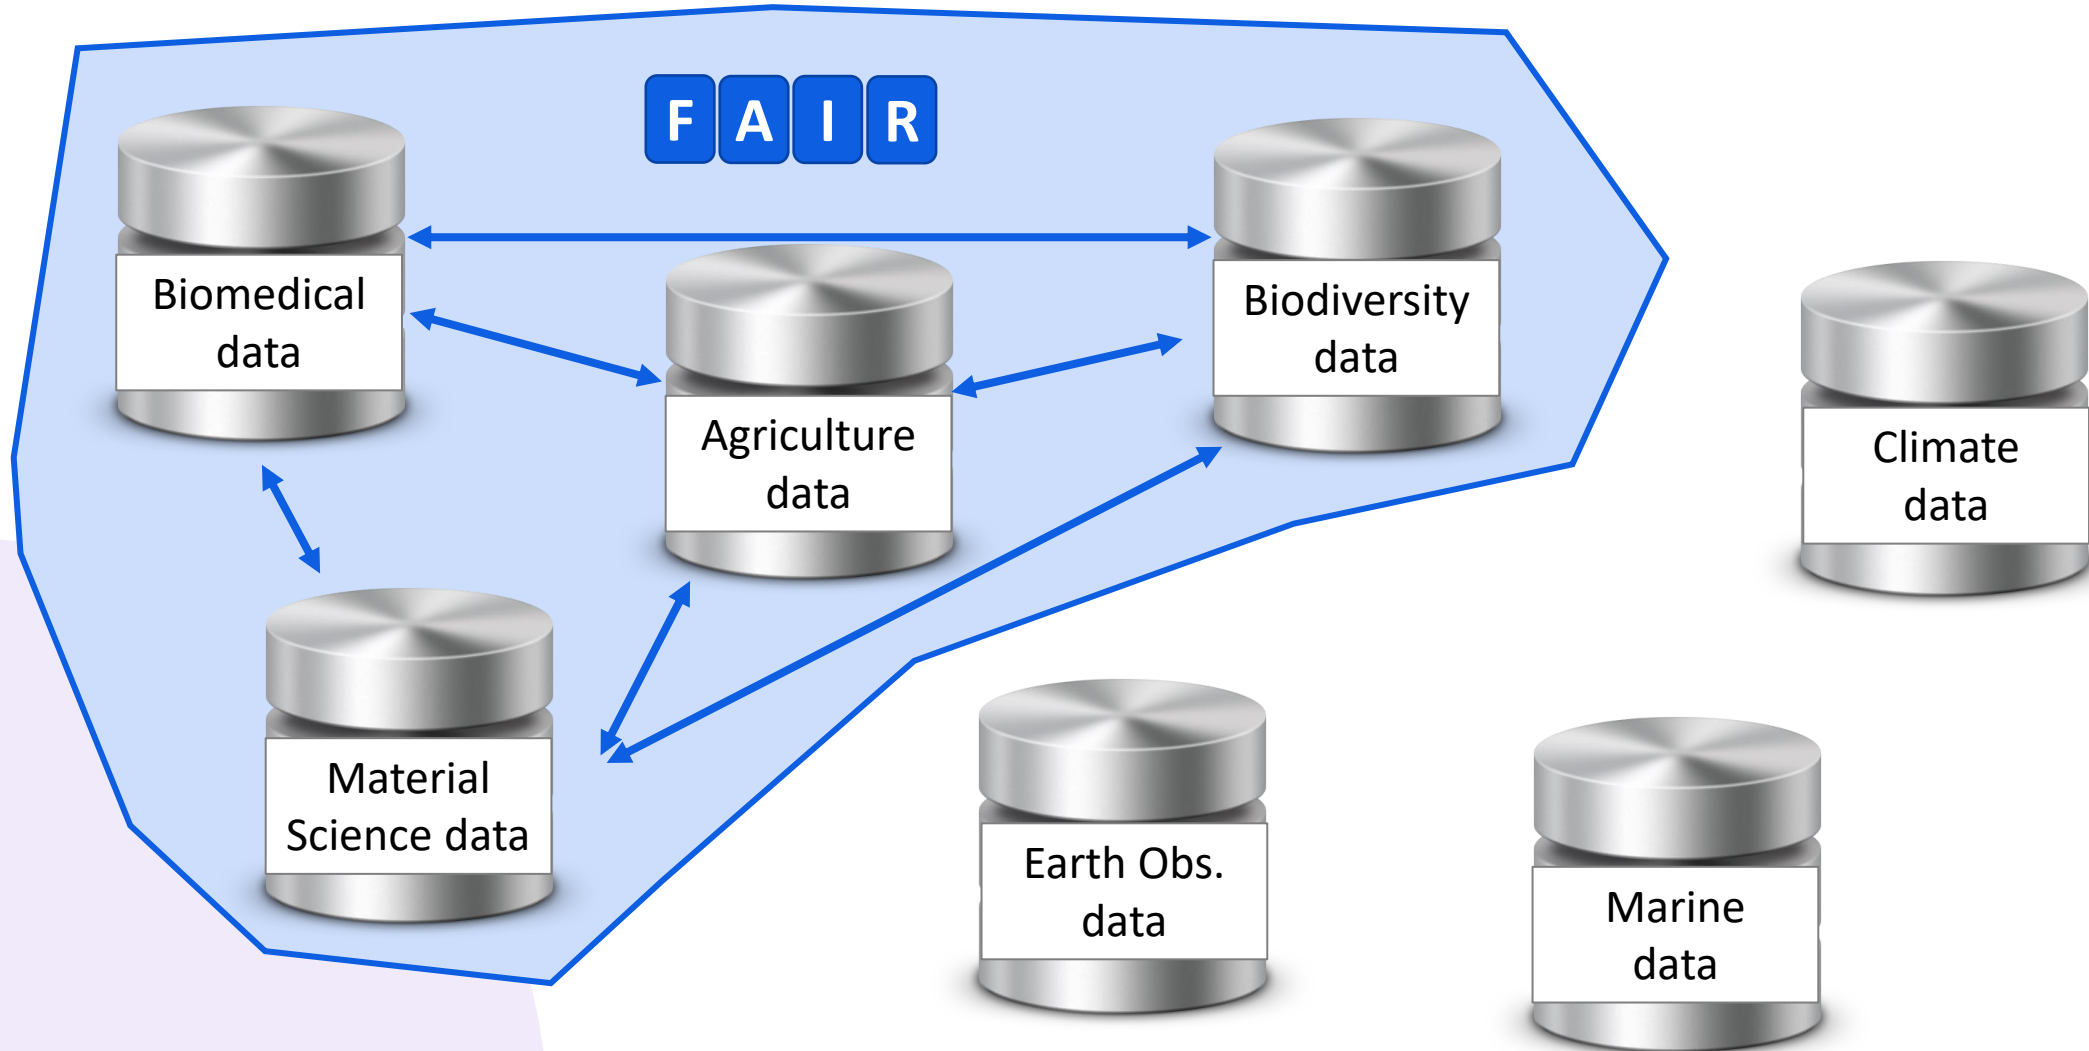 F A I R
Biomedical
data
Biodiversity
data
Agriculture
data
Climate
data
Material
Science data
Earth Obs.
data
Marine
data